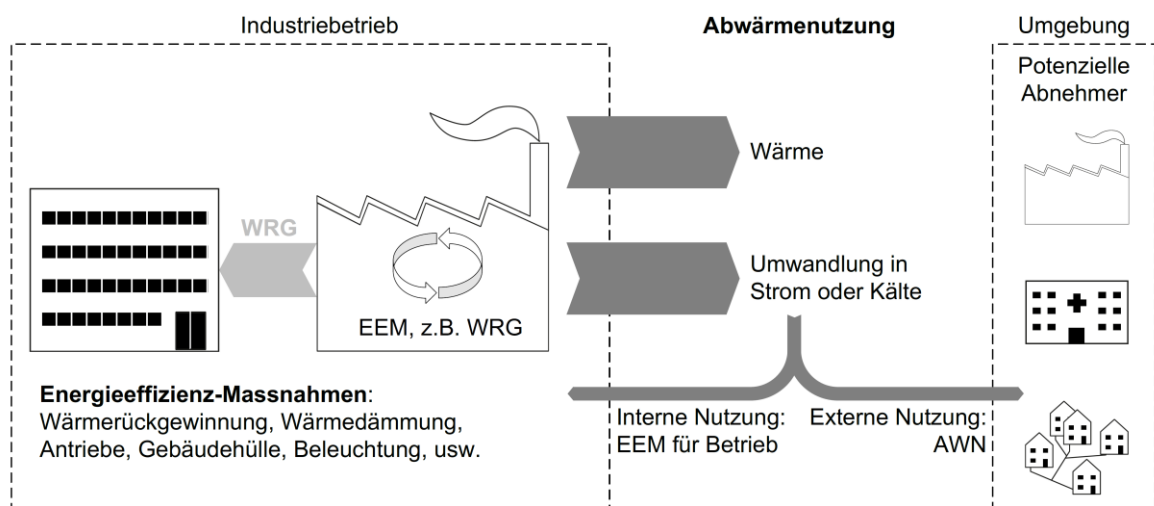 Industriebetrieb
Abwärmenutzung
Umgebung
Potenzielle
Abnehmer
Wärme
WRG
Umwandlung in
Strom oder Kälte
EEM, z.B. WRG
Energieeffizienz-Massnahmen:
Wärmerückgewinnung, Wärmedämmung,
Antriebe, Gebäudehülle, Beleuchtung, usw.
Interne Nutzung:
EEM für Betrieb
Externe Nutzung:
AWN